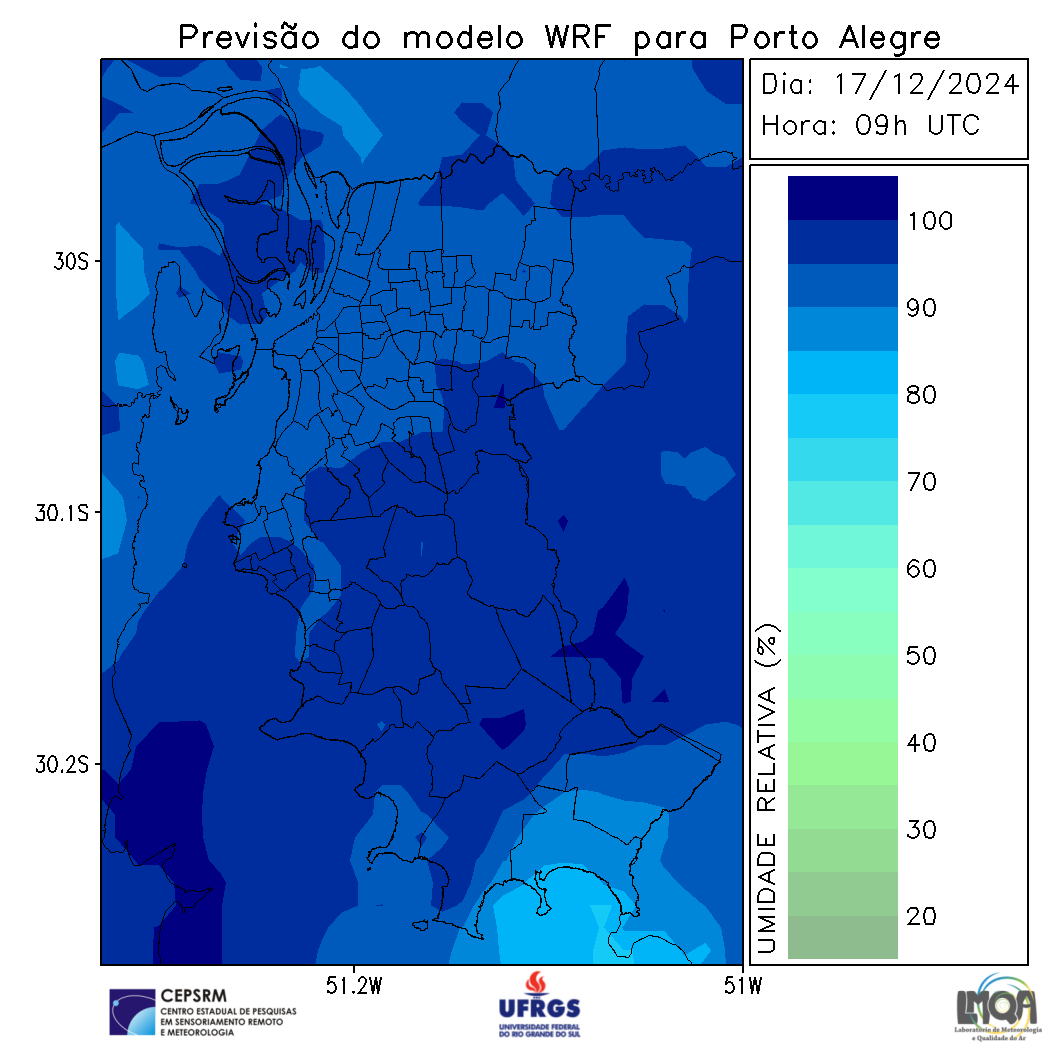 Previsão do modelo WRF para Porto Alegre
Dia: 17/12/2024
Hora: 09h UTC
30S
30.1S
30.2S
51.2W
51W
100
90
80
70
60
50
40
30
20
UMIDADE RELATIVA (%)
CEPSRM
CENTRO ESTADUAL DE PESQUISAS
EM SENSORIAMENTO REMOTO
E METEOROLOGIA
UFRGS
UNIVERSIDADE FEDERAL
DO RIO GRANDE DO SUL
LMQA
Laboratório de Meteorologia
e Qualidade do Ar